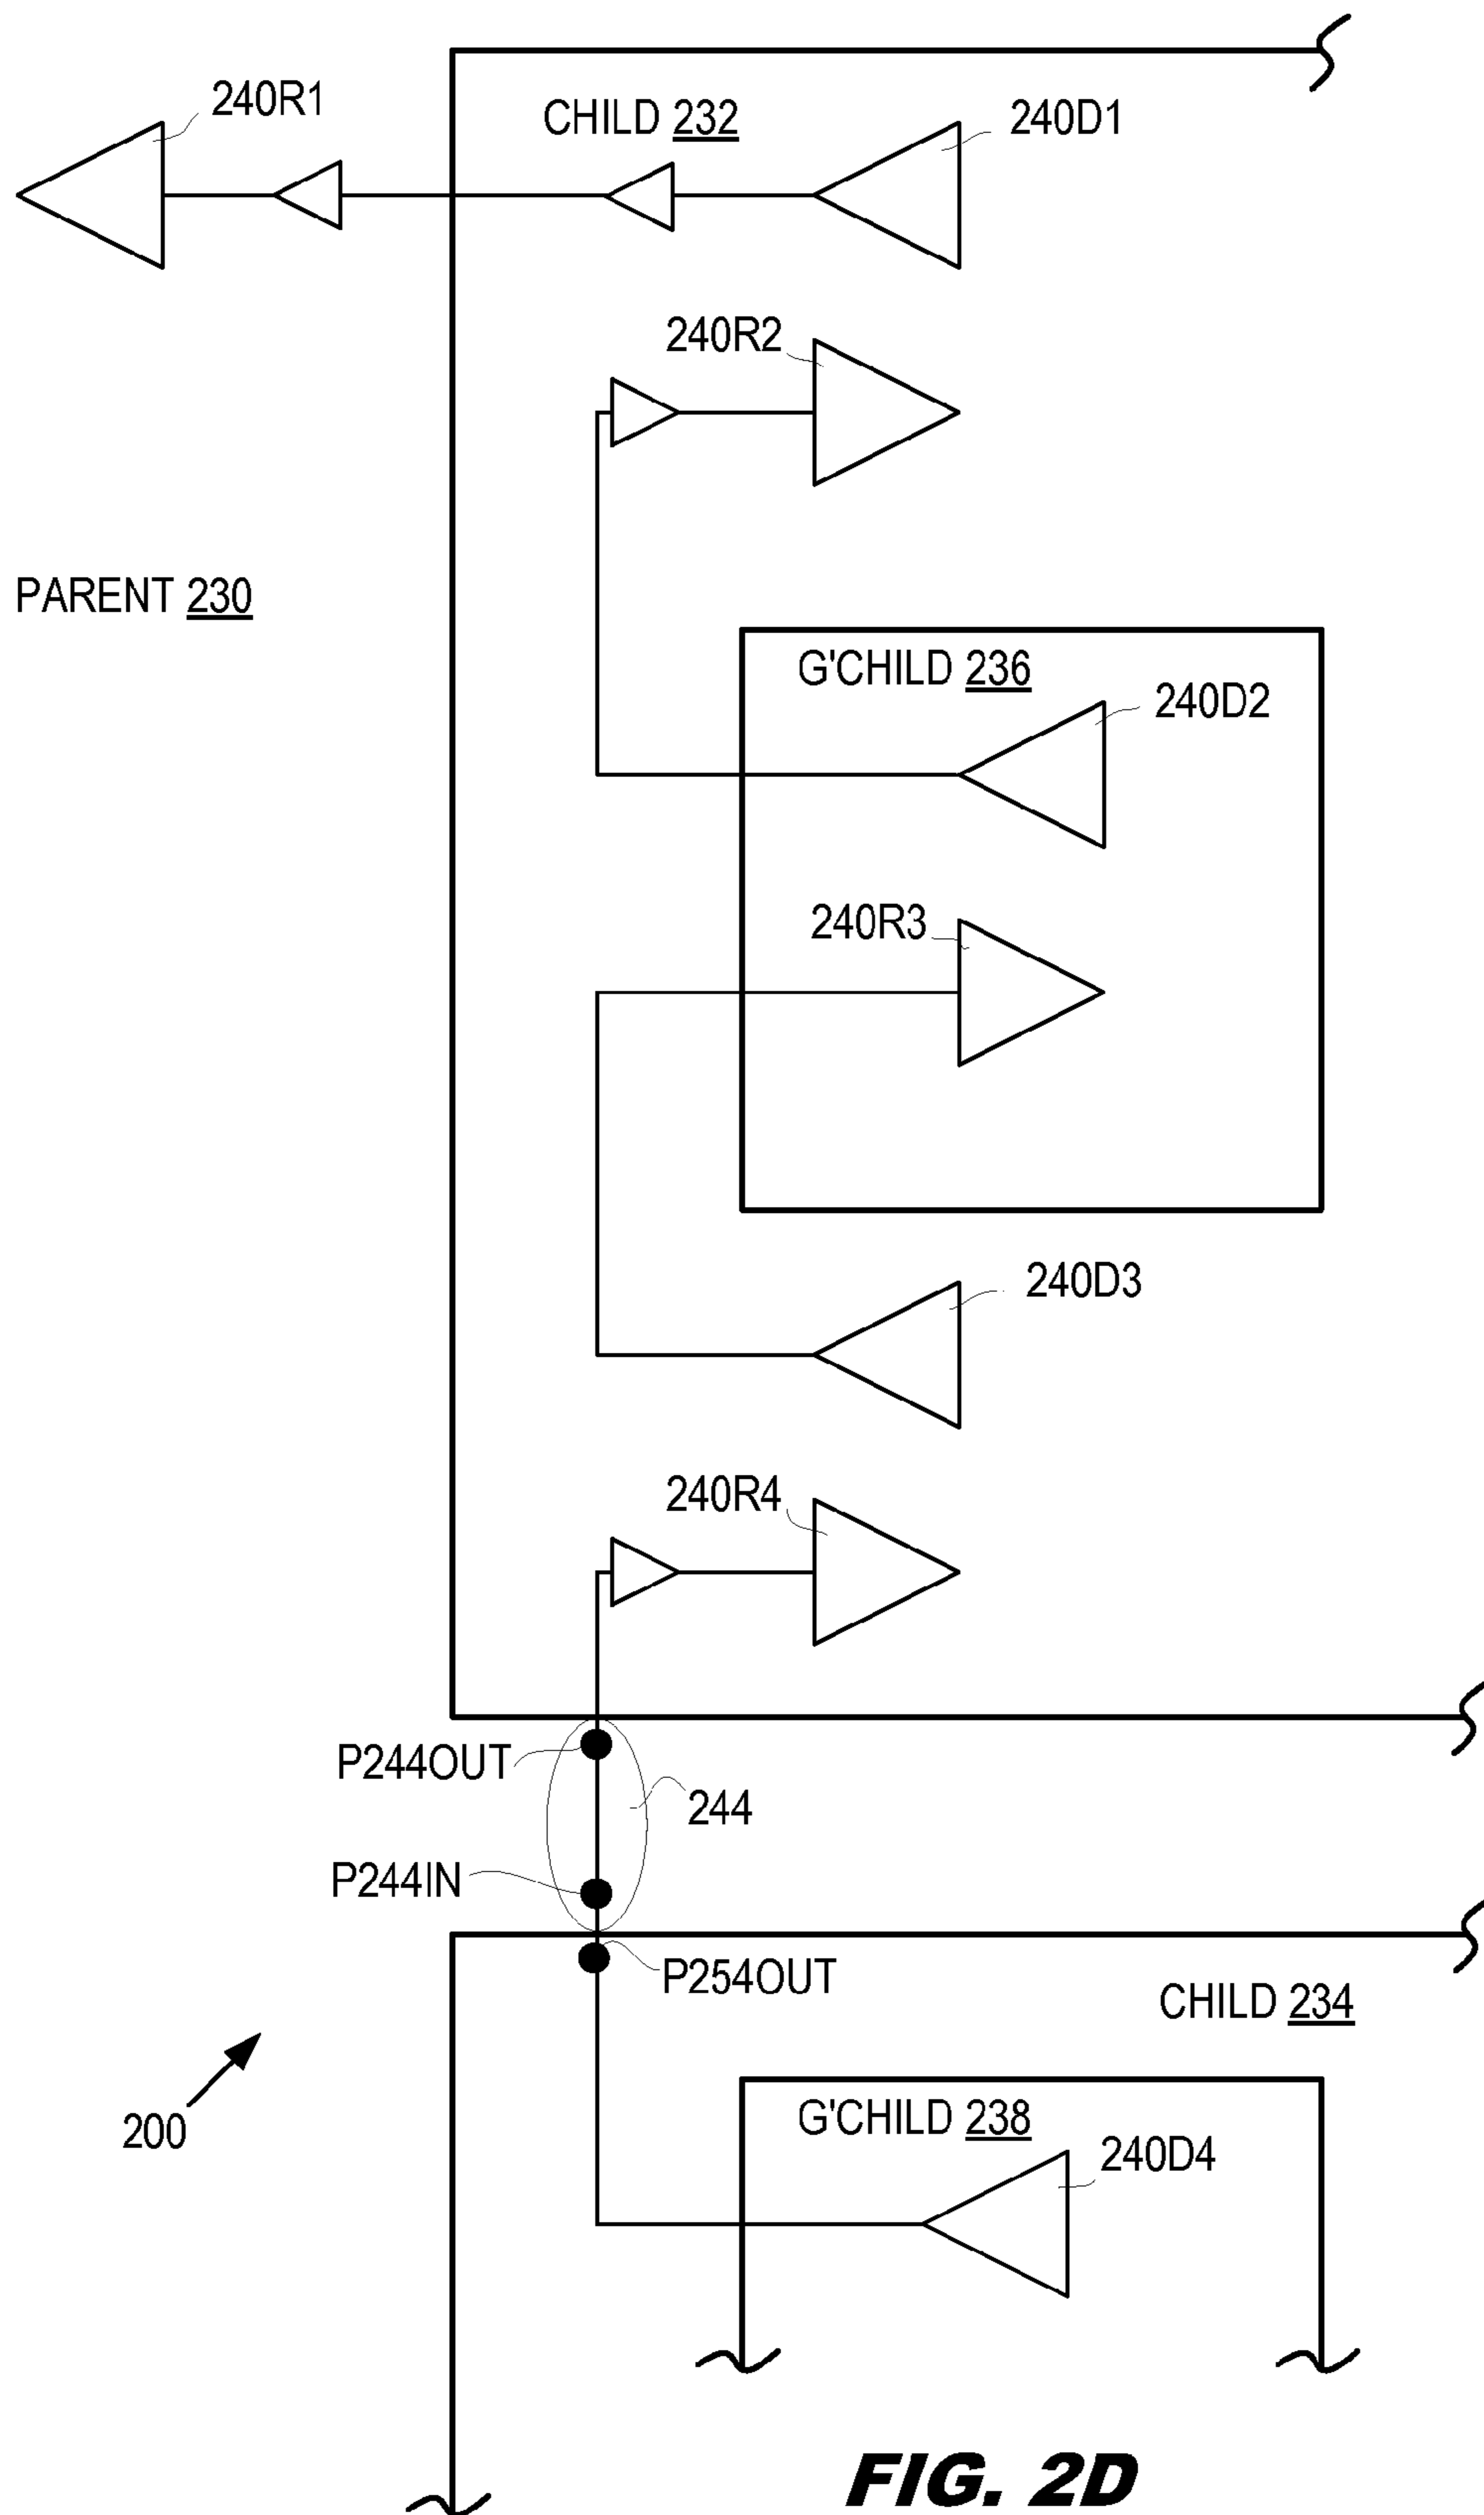 240R1
CHILD 232
240D1
240R2
PARENT 230
G'CHILD 236
240D2
240R3
240D3
240R4
P244OUT
244
P244IN
P254OUT
CHILD 234
200
G'CHILD 238
240D4
FIG. 2D